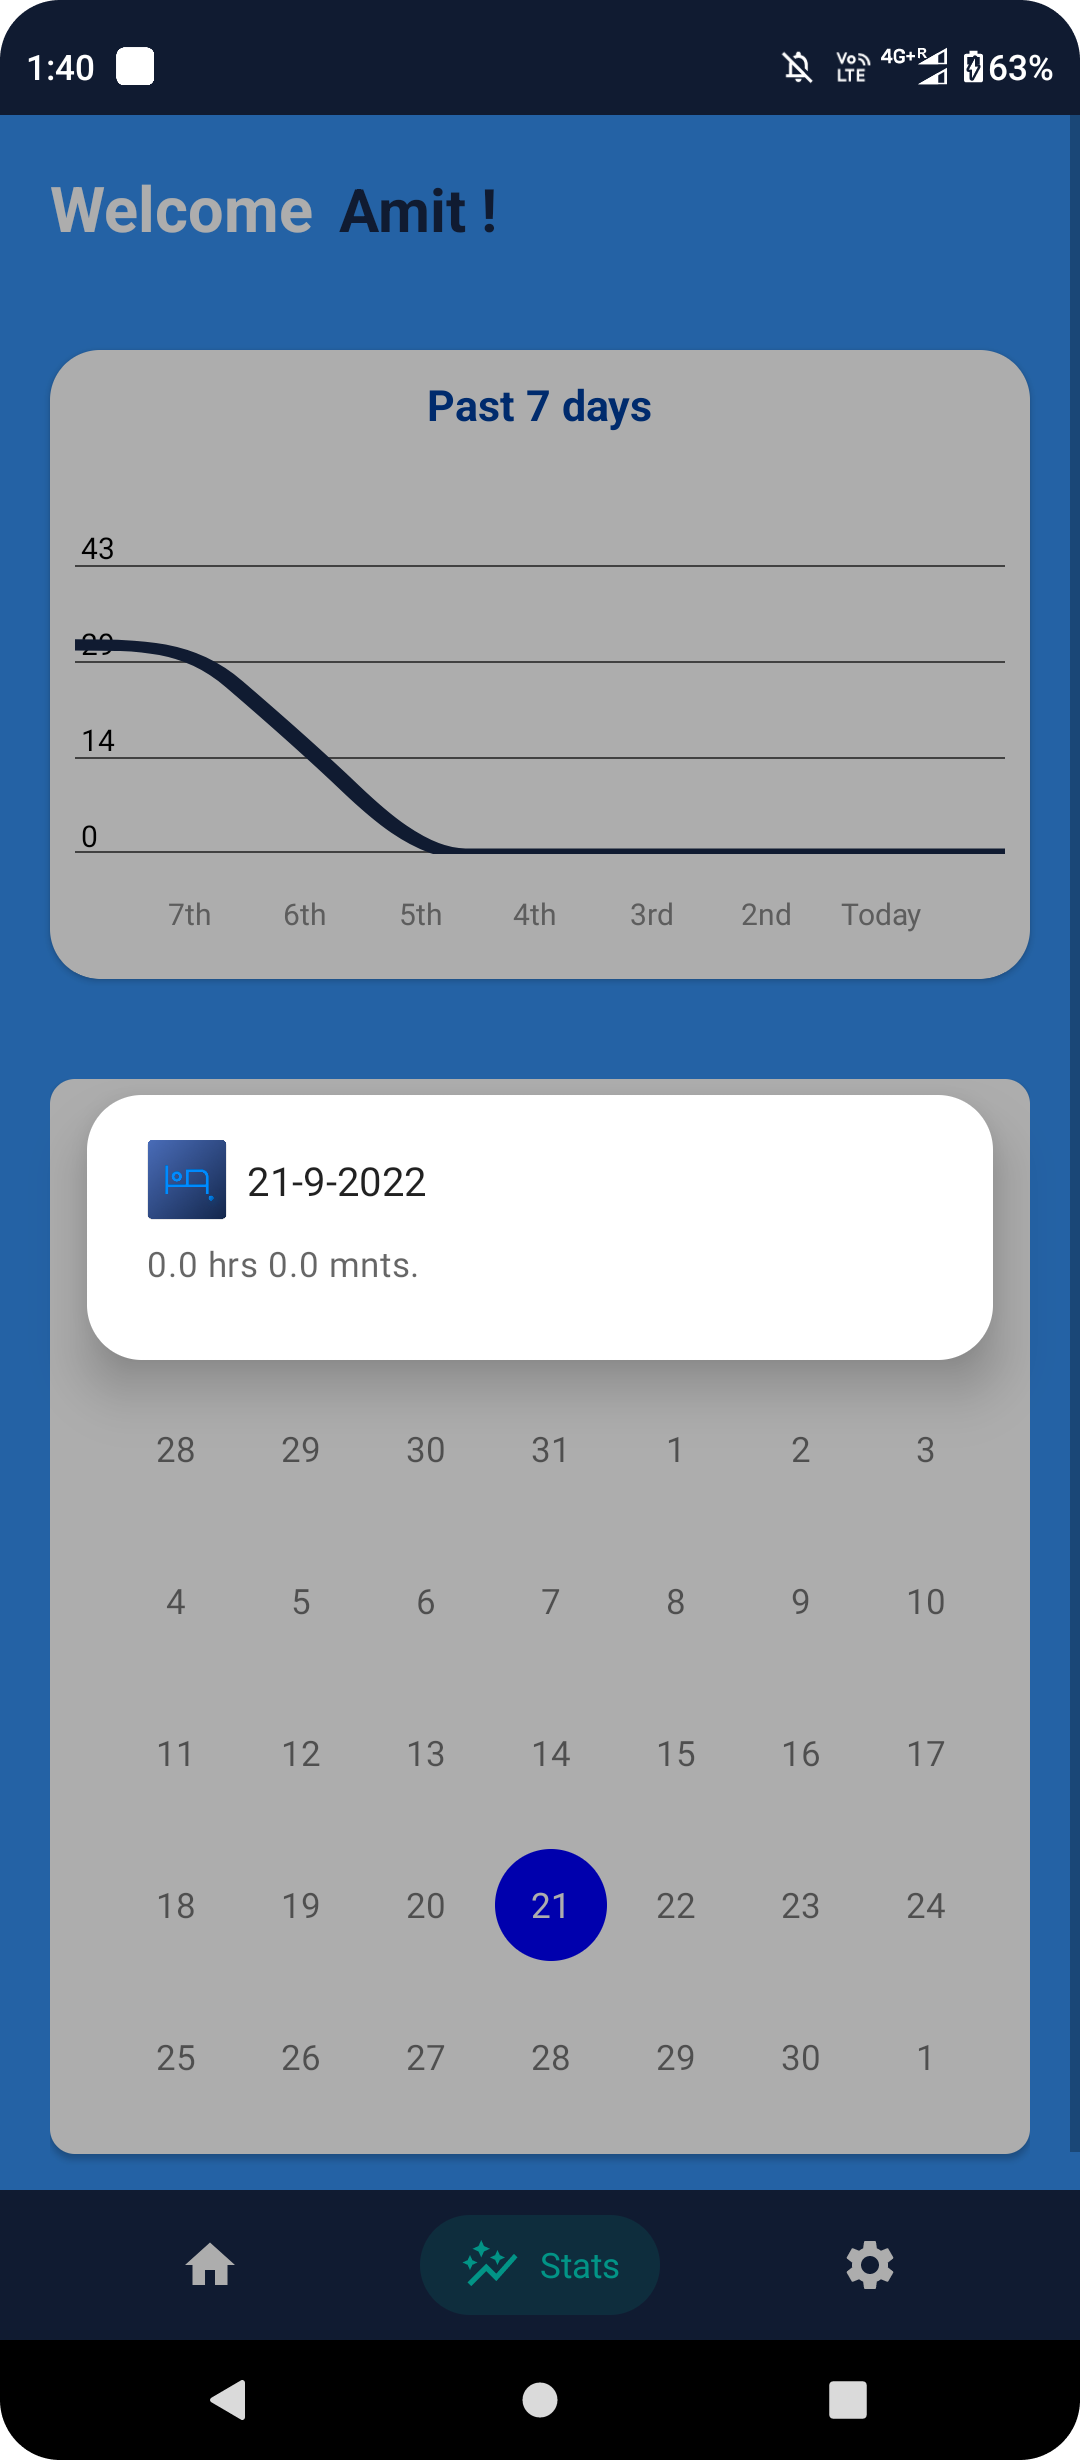 1:40 Vo LTE 4G+ R 63%
Welcome Amit !
Past 7 days
43
29
14
0
7th 6th 5th 4th 3rd 2nd Today
21-9-2022
0.0 hrs 0.0 mnts.
28 29 30 31 1 2 3
4 5 6 7 8 9 10
11 12 13 14 15 16 17
18 19 20 21 22 23 24
25 26 27 28 29 30 1
Stats